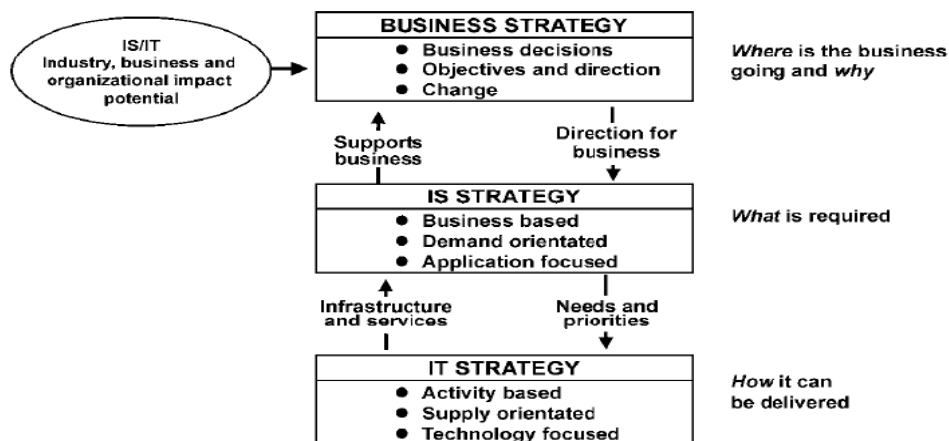 IS/IT
Industry, business and
organizational impact
potential
BUSINESS STRATEGY
● Business decisions
● Objectives and direction
● Change
Where is the business
going and why
Supports
business
Direction for
business
IS STRATEGY
● Business based
● Demand orientated
● Application focused
What is required
Infrastructure
and services
Needs and
priorities
IT STRATEGY
● Activity based
● Supply orientated
● Technology focused
How it can
be delivered